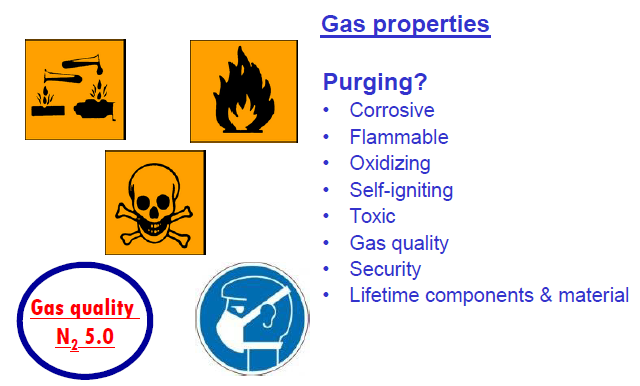 Gas properties
Purging?
• Corrosive
• Flammable
• Oxidizing
• Self-igniting
• Toxic
• Gas quality
• Security
• Lifetime components & material
Gas quality
N₂ 5.0